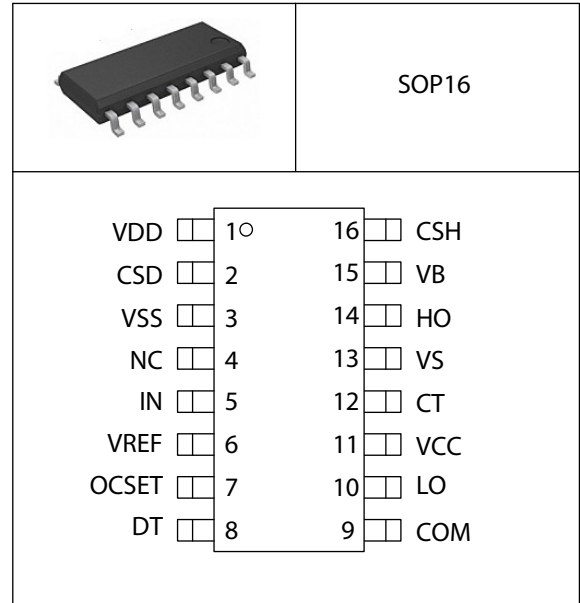 SOP16
VDD 1 16 CSH
CSD 2 15 VB
VSS 3 14 HO
NC 4 13 VS
IN 5 12 CT
VREF 6 11 VCC
OCSET 7 10 LO
DT 8 9 COM